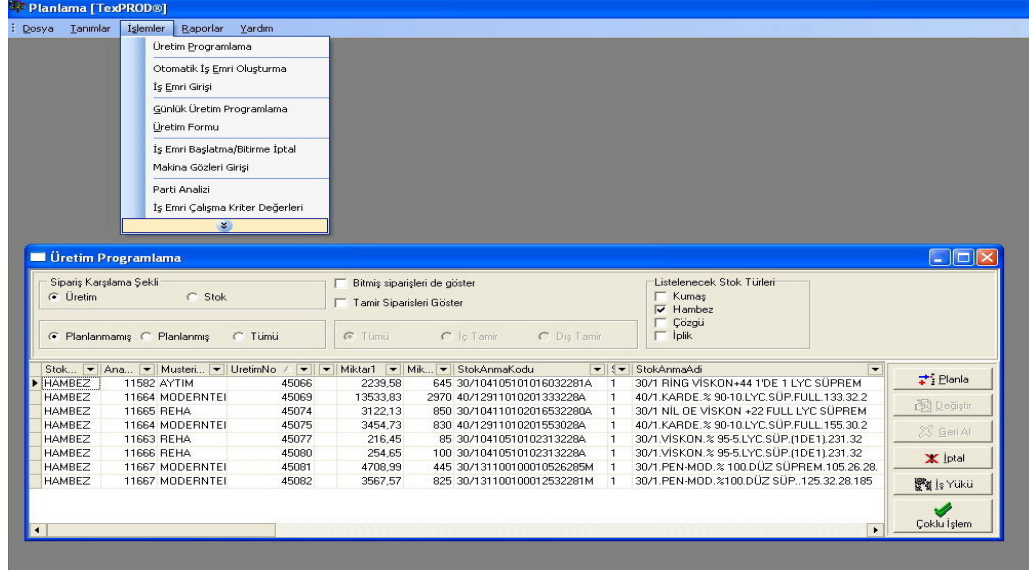 Planlama [TexPROD®]
Dosya Tanımlar İşlemler Raporlar Yardım
Üretim Programlama
Otomatik İş Emri Oluşturma
İş Emri Girişi
Günlük Üretim Programlama
Üretim Formu
İş Emri Başlatma/Bitirme İptal
Makina Gözleri Girişi
Parti Analizi
İş Emri Çalışma Kriter Değerleri
Üretim Programlama
Sipariş Karşılama Şekli
Üretim Stok
Bitmiş siparişleri de göster
Tamir Siparisleri Göster
Listelenecek Stok Türleri
Kumaş
Hambez
Çözgü
İplik
Planlanmamış Planlanmış Tümü
Tümü İç Tamir Dış Tamir
Stok... Ana... Musteri... UretimNo Miktar1 Mik... StokAnmaKodu StokAnmaAdi
HAMBEZ 11582 AYTIM 45066 2239,58 645 30/104105101016032281A 1 30/1 RİNG VİSKON+44 1'DE 1 LYC SÜPREM
HAMBEZ 11664 MODERNTEI 45069 13533,83 2970 40/12911010201333228A 1 40/1.KARDE.% 90-10.LYC.SÜP.FULL.133.32.2
HAMBEZ 11665 REHA 45074 3122,13 850 30/104110102016532280A 1 30/1 NİL OE VİSKON +22 FULL LYC SÜPREM
HAMBEZ 11664 MODERNTEI 45075 3454,73 830 40/12911010201553028A 1 40/1.KARDE.% 90-10.LYC.SÜP.FULL.155.30.2
HAMBEZ 11663 REHA 45077 216,45 85 30/10410510102313228A 1 30/1.VİSKON.% 95-5.LYC.SÜP.(1DE1).231.32
HAMBEZ 11666 REHA 45080 254,65 100 30/10410510102313228A 1 30/1.VİSKON.% 95-5.LYC.SÜP.(1DE1).231.32
HAMBEZ 11667 MODERNTEI 45081 4708,99 445 30/131100100010526285M 1 30/1.PEN-MOD.% 100.DÜZ SÜPREM.105.26.28.
HAMBEZ 11667 MODERNTEI 45082 3567,57 825 30/131100100012532281M 1 30/1.PEN-MOD.%100.DÜZ SÜP..125.32.28.185
Planla
Değiştir
Geri Al
İptal
İş Yükü
Çoklu İşlem